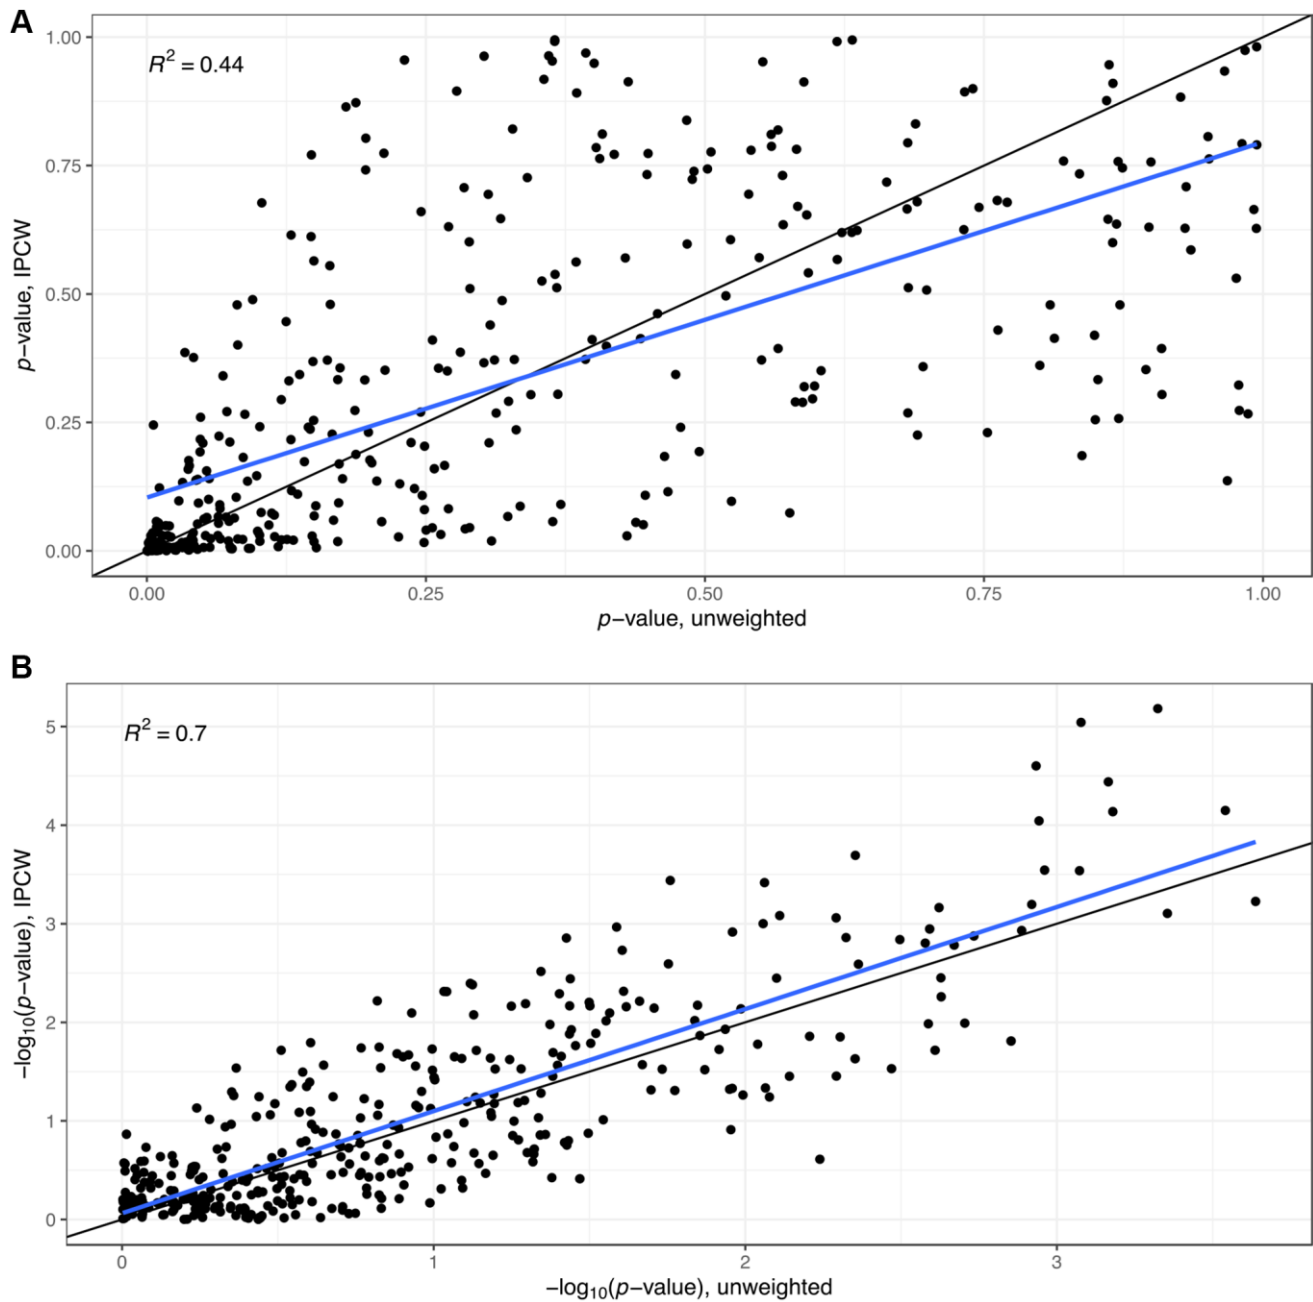 A
R² = 0.44
1.00
0.75
0.50
0.25
0.00
p−value, IPCW
0.00 0.25 0.50 0.75 1.00
p−value, unweighted
B
R² = 0.7
5
4
3
2
1
0
−log₁₀(p−value), IPCW
0 1 2 3
−log₁₀(p−value), unweighted